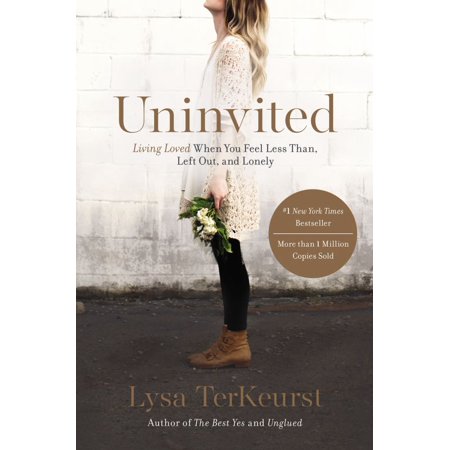 Uninvited
Living Loved When You Feel Less Than,
Left Out, and Lonely
#1 New York Times
Bestseller
More than 1 Million
Copies Sold
Lysa TerKeurst
Author of The Best Yes and Unglued